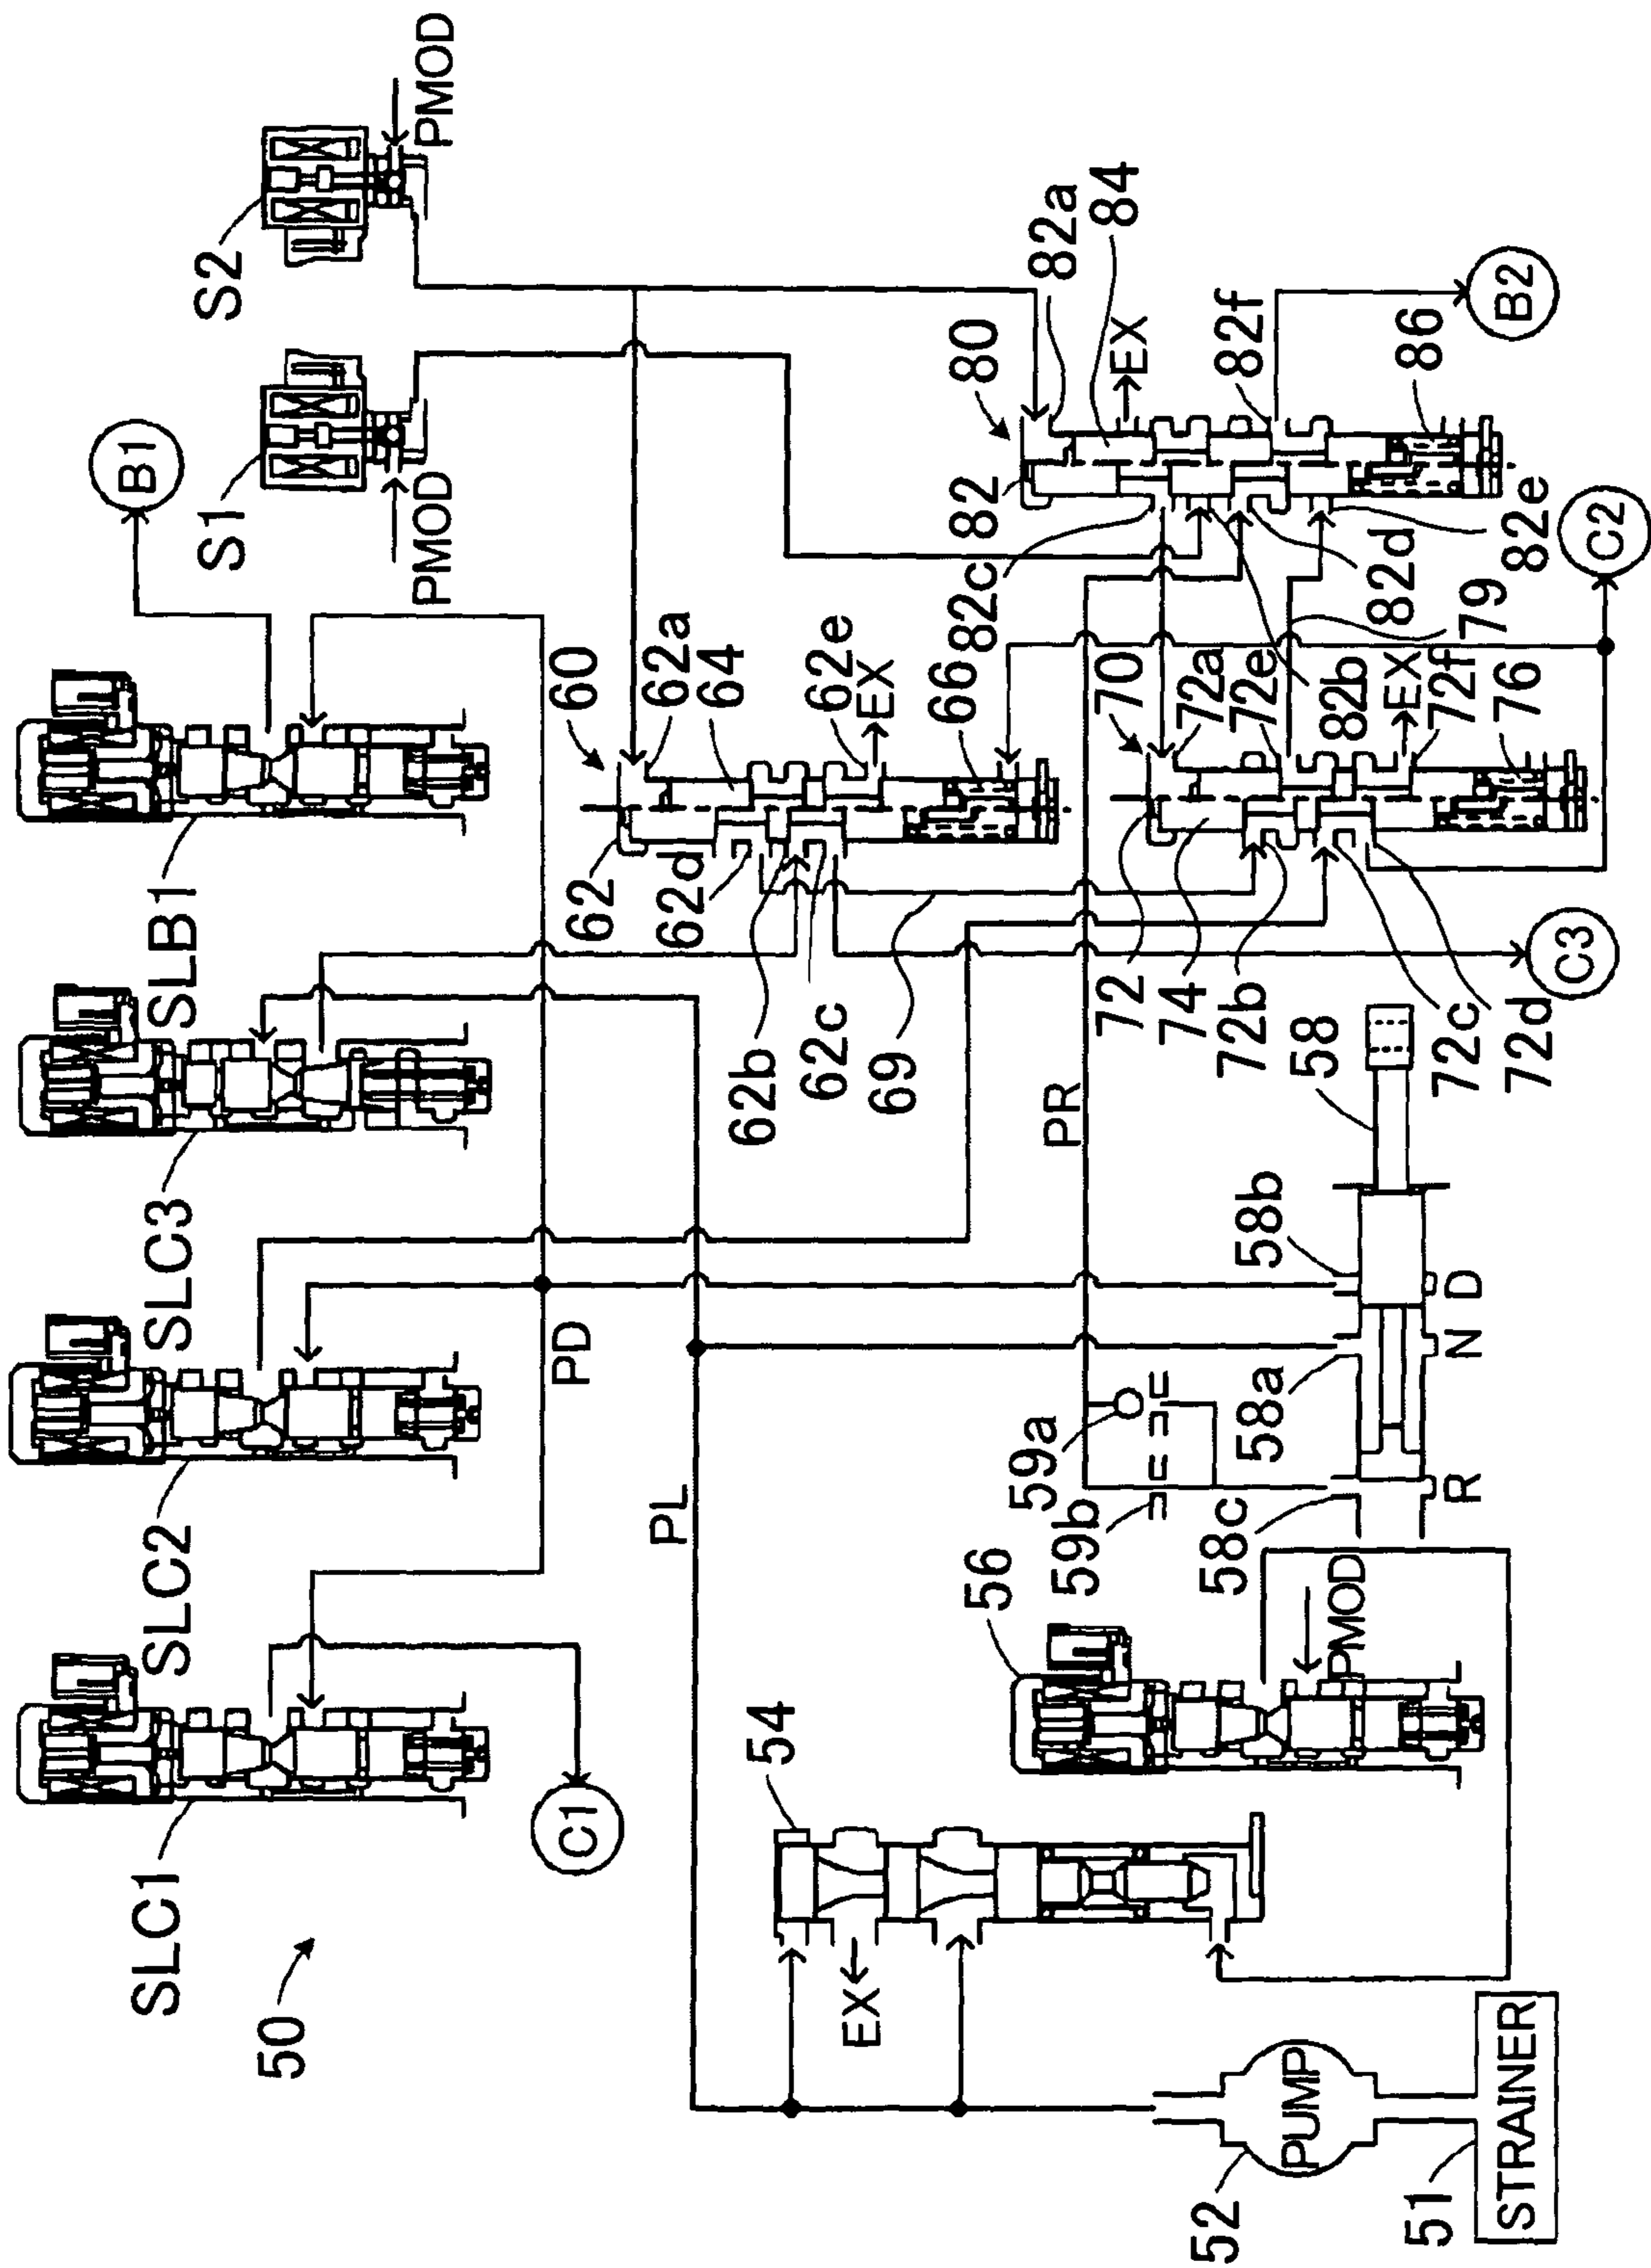 50
SLC1
SLC2
SLC3
SLB1
B1
S1
S2
PMOD
PMOD
C1
PD
PL
60
62
62a
64
62d
62e
EX
66
62b
62c
69
80
82
82a
84
EX
82c
82f
86
82b
82d
82e
B2
70
72
72a
74
72e
72b
79
EX
72f
76
72c
72d
C2
C3
PR
54
EX
56
PMOD
59a
59b
58
58a
58b
58c
R
N
D
52
PUMP
51
STRAINER